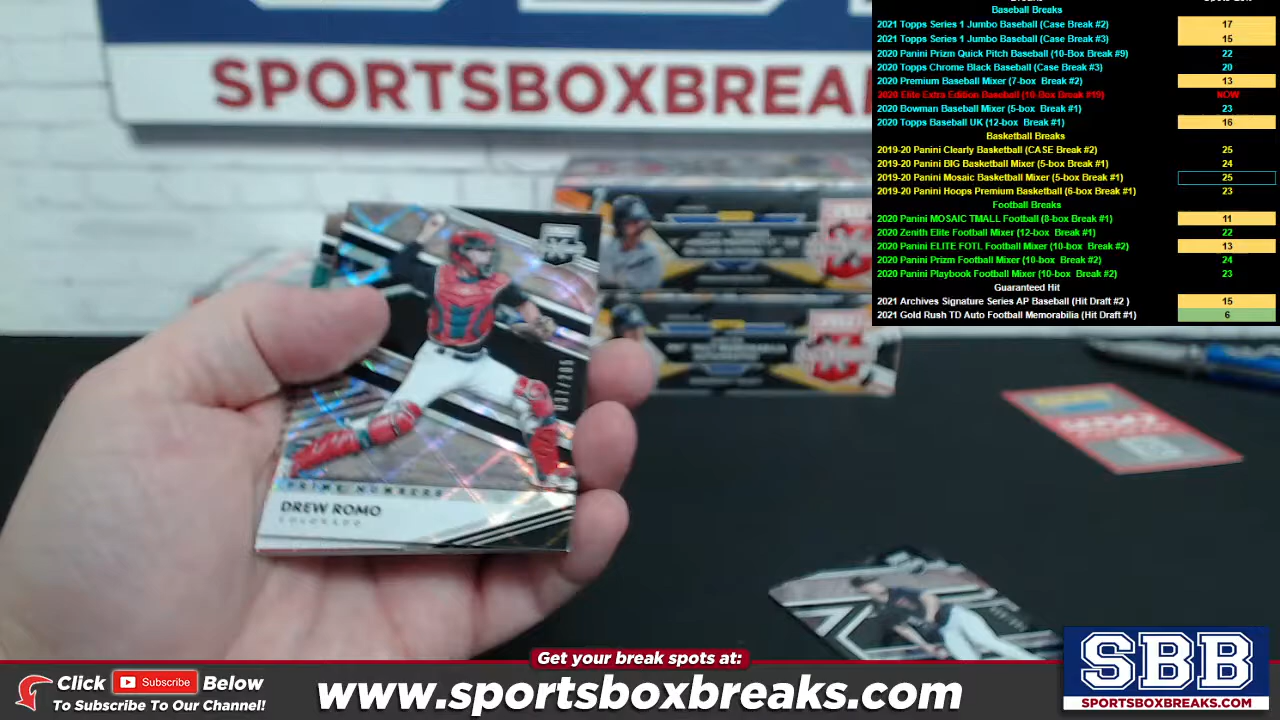 SPORTSBOXBREA
Baseball Breaks
2021 Topps Series 1 Jumbo Baseball (Case Break #2) 17
2021 Topps Series 1 Jumbo Baseball (Case Break #3) 15
2020 Panini Prizm Quick Pitch Baseball (10-Box Break #9) 22
2020 Topps Chrome Black Baseball (Case Break #3) 20
2020 Premium Baseball Mixer (7-box Break #2) 13
2020 Elite Extra Edition Baseball (10-Box Break #19) NOW
2020 Bowman Baseball Mixer (5-box Break #1) 23
2020 Topps Baseball UK (12-box Break #1) 16
Basketball Breaks
2019-20 Panini Clearly Basketball (CASE Break #2) 25
2019-20 Panini BIG Basketball Mixer (5-box Break #1) 24
2019-20 Panini Mosaic Basketball Mixer (5-box Break #1) 25
2019-20 Panini Hoops Premium Basketball (6-box Break #1) 23
Football Breaks
2020 Panini MOSAIC TMALL Football (8-box Break #1) 11
2020 Zenith Elite Football Mixer (12-box Break #1) 22
2020 Panini ELITE FOTL Football Mixer (10-box Break #2) 13
2020 Panini Prizm Football Mixer (10-box Break #2) 24
2020 Panini Playbook Football Mixer (10-box Break #2) 23
Guaranteed Hit
2021 Archives Signature Series AP Baseball (Hit Draft #2 ) 15
2021 Gold Rush TD Auto Football Memorabilia (Hit Draft #1) 6
PRIME NUMBERS
DREW ROMO
COLORADO
Get your break spots at:
Click Subscribe Below
To Subscribe To Our Channel!
www.sportsboxbreaks.com
SBB
SPORTSBOXBREAKS.COM